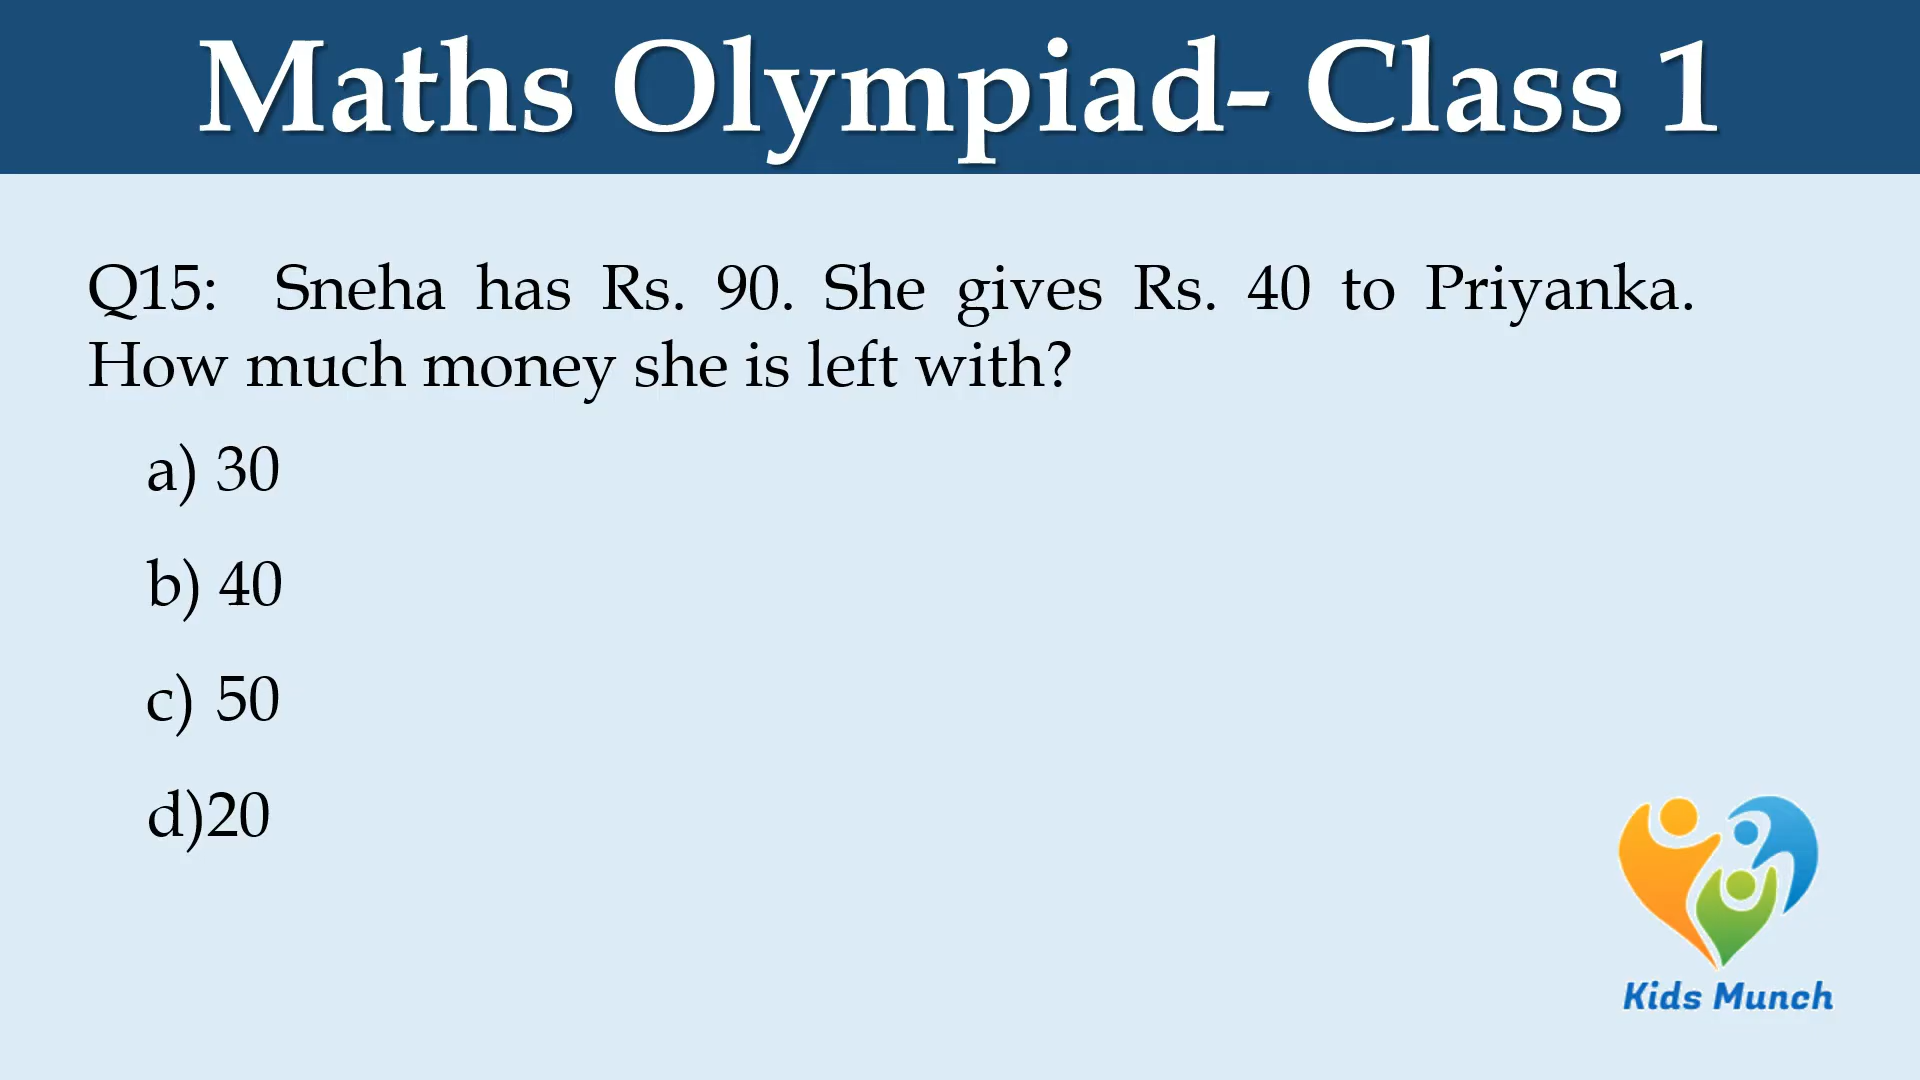 Maths Olympiad- Class 1
Q15: Sneha has Rs. 90. She gives Rs. 40 to Priyanka.
How much money she is left with?
a) 30
b) 40
c) 50
d)20
Kids Munch